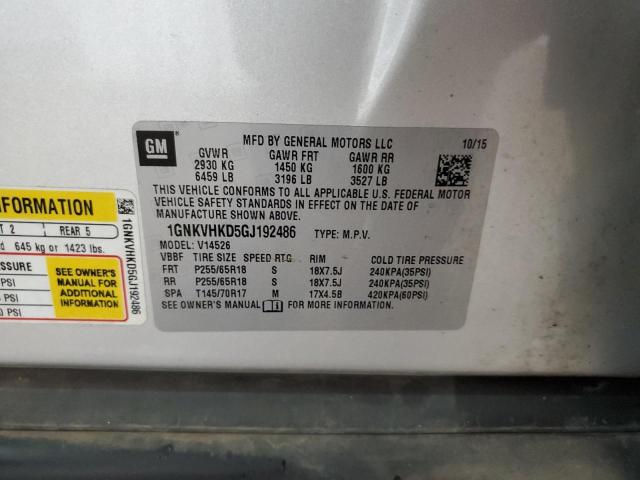 GM
MFD BY GENERAL MOTORS LLC 10/15
GVWR GAWR FRT GAWR RR
2930 KG 1450 KG 1600 KG
6459 LB 3196 LB 3527 LB
THIS VEHICLE CONFORMS TO ALL APPLICABLE U.S. FEDERAL MOTOR
VEHICLE SAFETY STANDARDS IN EFFECT ON THE DATE OF
MANUFACTURE SHOWN ABOVE.
1GNKVHKD5GJ192486 TYPE: M.P.V.
MODEL: V14526
VBBF TIRE SIZE SPEED RTG RIM COLD TIRE PRESSURE
FRT P255/65R18 S 18X7.5J 240KPA(35PSI)
RR P255/65R18 S 18X7.5J 240KPA(35PSI)
SPA T145/70R17 M 17X4.5B 420KPA(60PSI)
SEE OWNER'S MANUAL FOR MORE INFORMATION.
INFORMATION
T 2 REAR 5
645 kg or 1423 lbs.
SEE OWNER'S
MANUAL FOR
ADDITIONAL
INFORMATION
PSI
PSI
1GNKVHKD5GJ192486